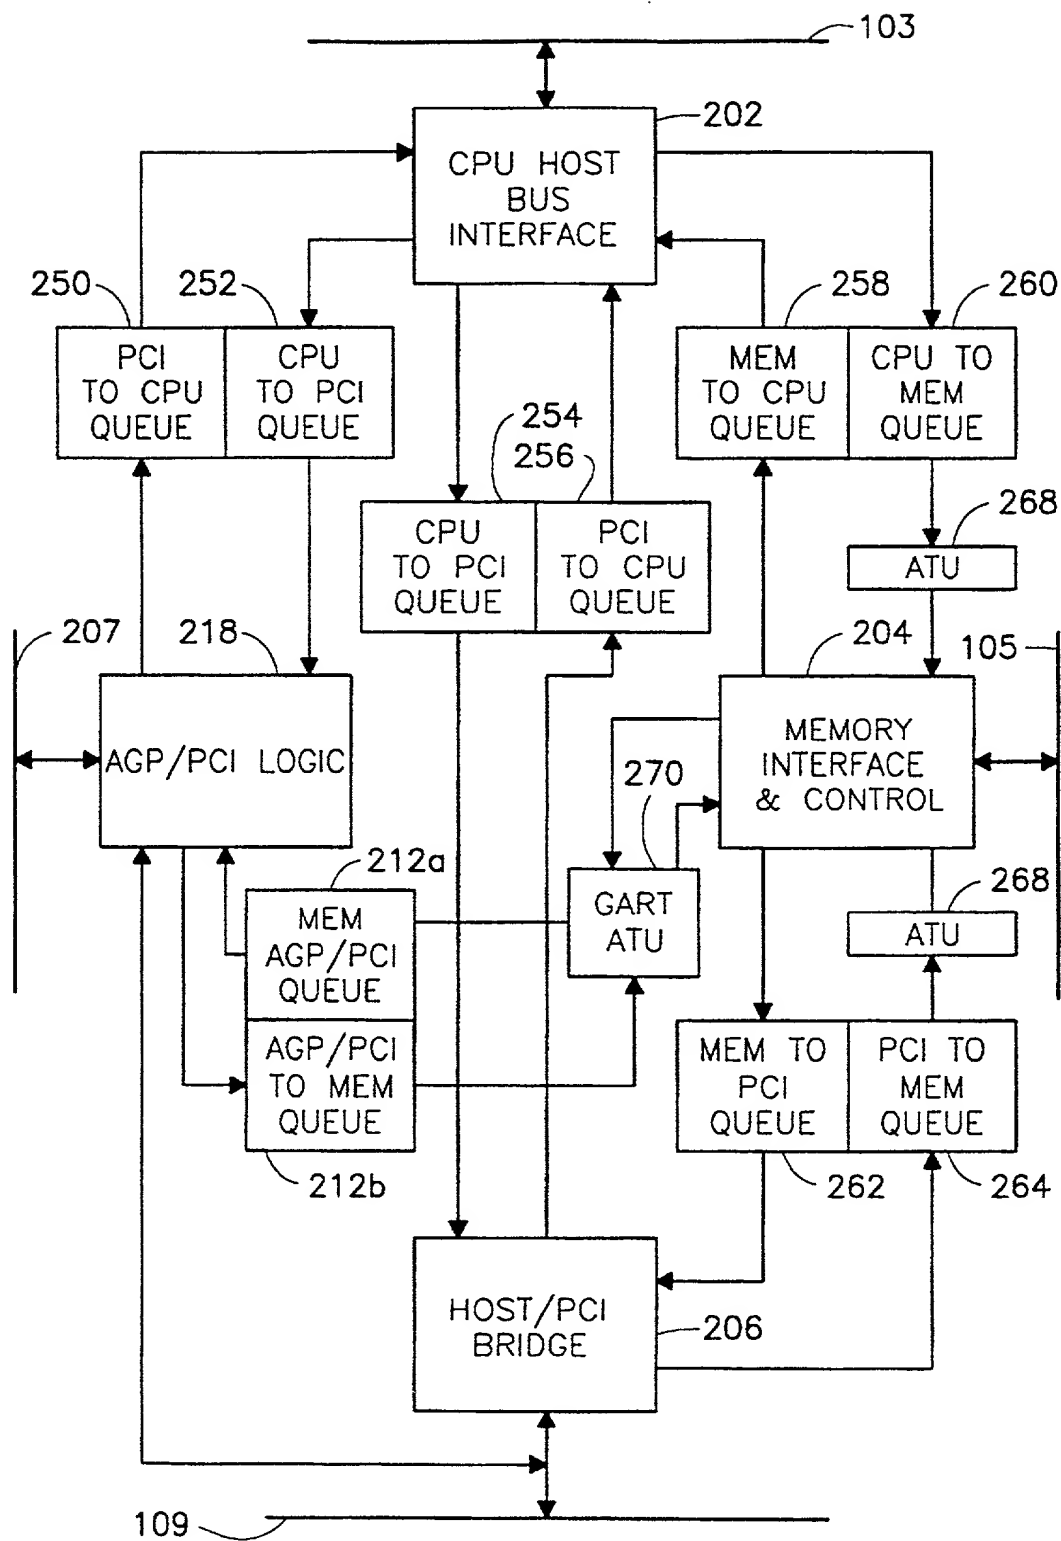 103
202
CPU HOST
BUS
INTERFACE
250
252
258
260
PCI
TO CPU
QUEUE
CPU
TO PCI
QUEUE
MEM
TO CPU
QUEUE
CPU TO
MEM
QUEUE
254
256
268
CPU
TO PCI
QUEUE
PCI
TO CPU
QUEUE
ATU
207
218
204
105
AGP/PCI LOGIC
MEMORY
INTERFACE
& CONTROL
270
212a
268
MEM
AGP/PCI
QUEUE
GART
ATU
ATU
AGP/PCI
TO MEM
QUEUE
MEM TO
PCI
QUEUE
PCI TO
MEM
QUEUE
212b
262
264
HOST/PCI
BRIDGE
206
109